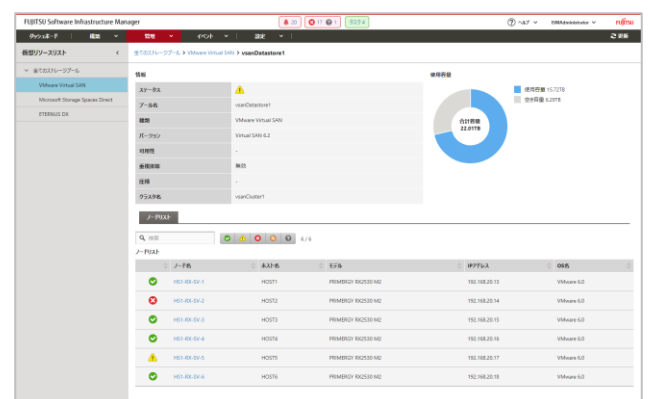 FUJITSU Software Infrastructure Manager
20
17
1
タスク 4
ヘルプ
ISMAdministrator
FUJITSU
ダッシュボード
構築
管理
イベント
設定
更新
仮想リソースリスト
全てのストレージプール > VMware Virtual SAN > vsanDatastore1
全てのストレージプール
VMware Virtual SAN
Microsoft Storage Spaces Direct
ETERNUS DX
情報
ステータス
プール名 vsanDatastore1
種類 VMware Virtual SAN
バージョン Virtual SAN 6.2
可用性 -
重複排除 無効
圧縮 -
クラスタ名 vsanCluster1
使用容量
合計容量
22.01TB
使用容量 15.72TB
空き容量 6.29TB
ノードリスト
検索
6 / 6
ノードリスト
ノード名 ホスト名 モデル IPアドレス OS名
HS1-RX-SV-1 HOST1 PRIMERGY RX2530 M2 192.168.20.13 VMware 6.0
HS1-RX-SV-2 HOST2 PRIMERGY RX2530 M2 192.168.20.14 VMware 6.0
HS1-RX-SV-3 HOST3 PRIMERGY RX2530 M2 192.168.20.15 VMware 6.0
HS1-RX-SV-4 HOST4 PRIMERGY RX2530 M2 192.168.20.16 VMware 6.0
HS1-RX-SV-5 HOST5 PRIMERGY RX2530 M2 192.168.20.17 VMware 6.0
HS1-RX-SV-6 HOST6 PRIMERGY RX2530 M2 192.168.20.18 VMware 6.0